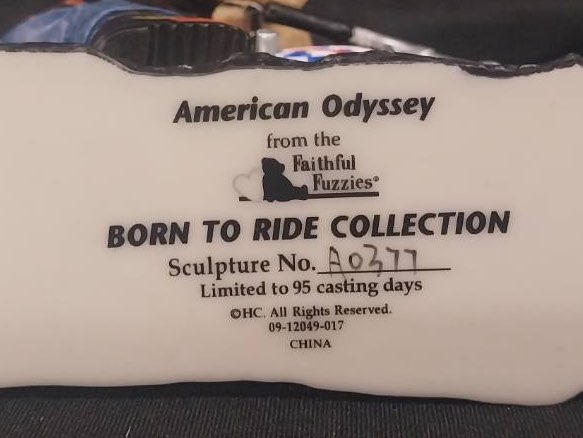 American Odyssey
from the
Faithful
Fuzzies®
BORN TO RIDE COLLECTION
Sculpture No. A0377
Limited to 95 casting days
©HC. All Rights Reserved.
09-12049-017
CHINA